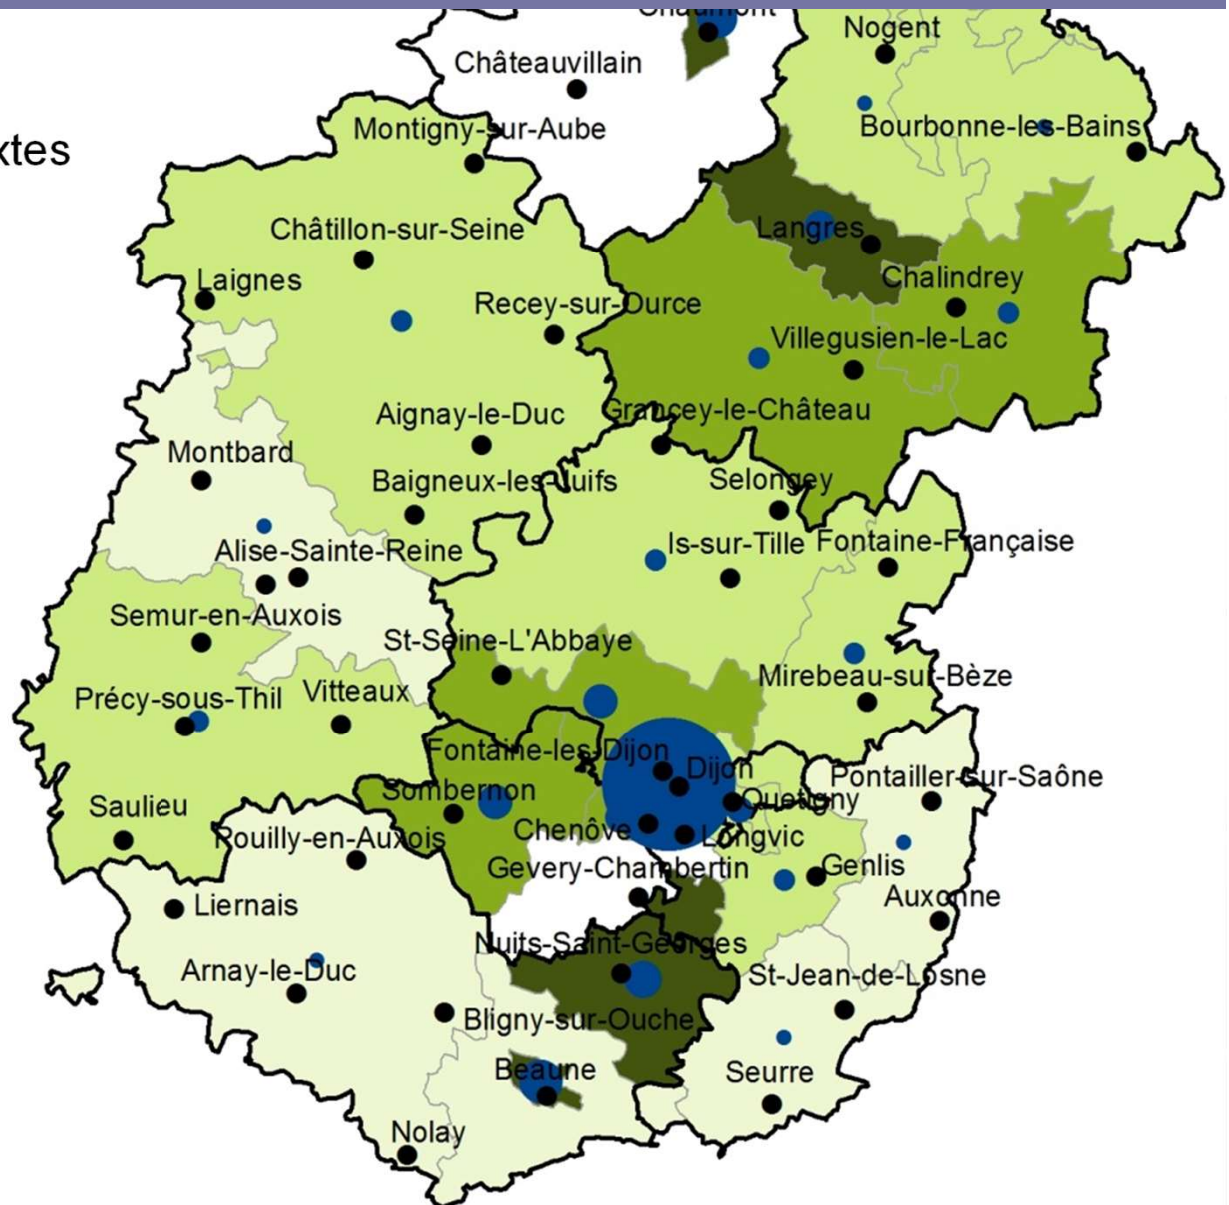 Chaumont
Nogent
Châteauvillain
Montigny-sur-Aube
Bourbonne-les-Bains
xtes
Châtillon-sur-Seine
Langres
Laignes
Chalindrey
Recey-sur-Ource
Villegusien-le-Lac
Aignay-le-Duc
Grancey-le-Château
Montbard
Baigneux-les-Juifs
Selongey
Is-sur-Tille
Fontaine-Française
Alise-Sainte-Reine
Semur-en-Auxois
St-Seine-L'Abbaye
Mirebeau-sur-Bèze
Précy-sous-Thil
Vitteaux
Fontaine-les-Dijon
Dijon
Pontailler-sur-Saône
Sombernon
Quetigny
Saulieu
Pouilly-en-Auxois
Chenôve
Longvic
Gevery-Chambertin
Genlis
Auxonne
Liernais
Nuits-Saint-Georges
Arnay-le-Duc
St-Jean-de-Losne
Bligny-sur-Ouche
Beaune
Seurre
Nolay